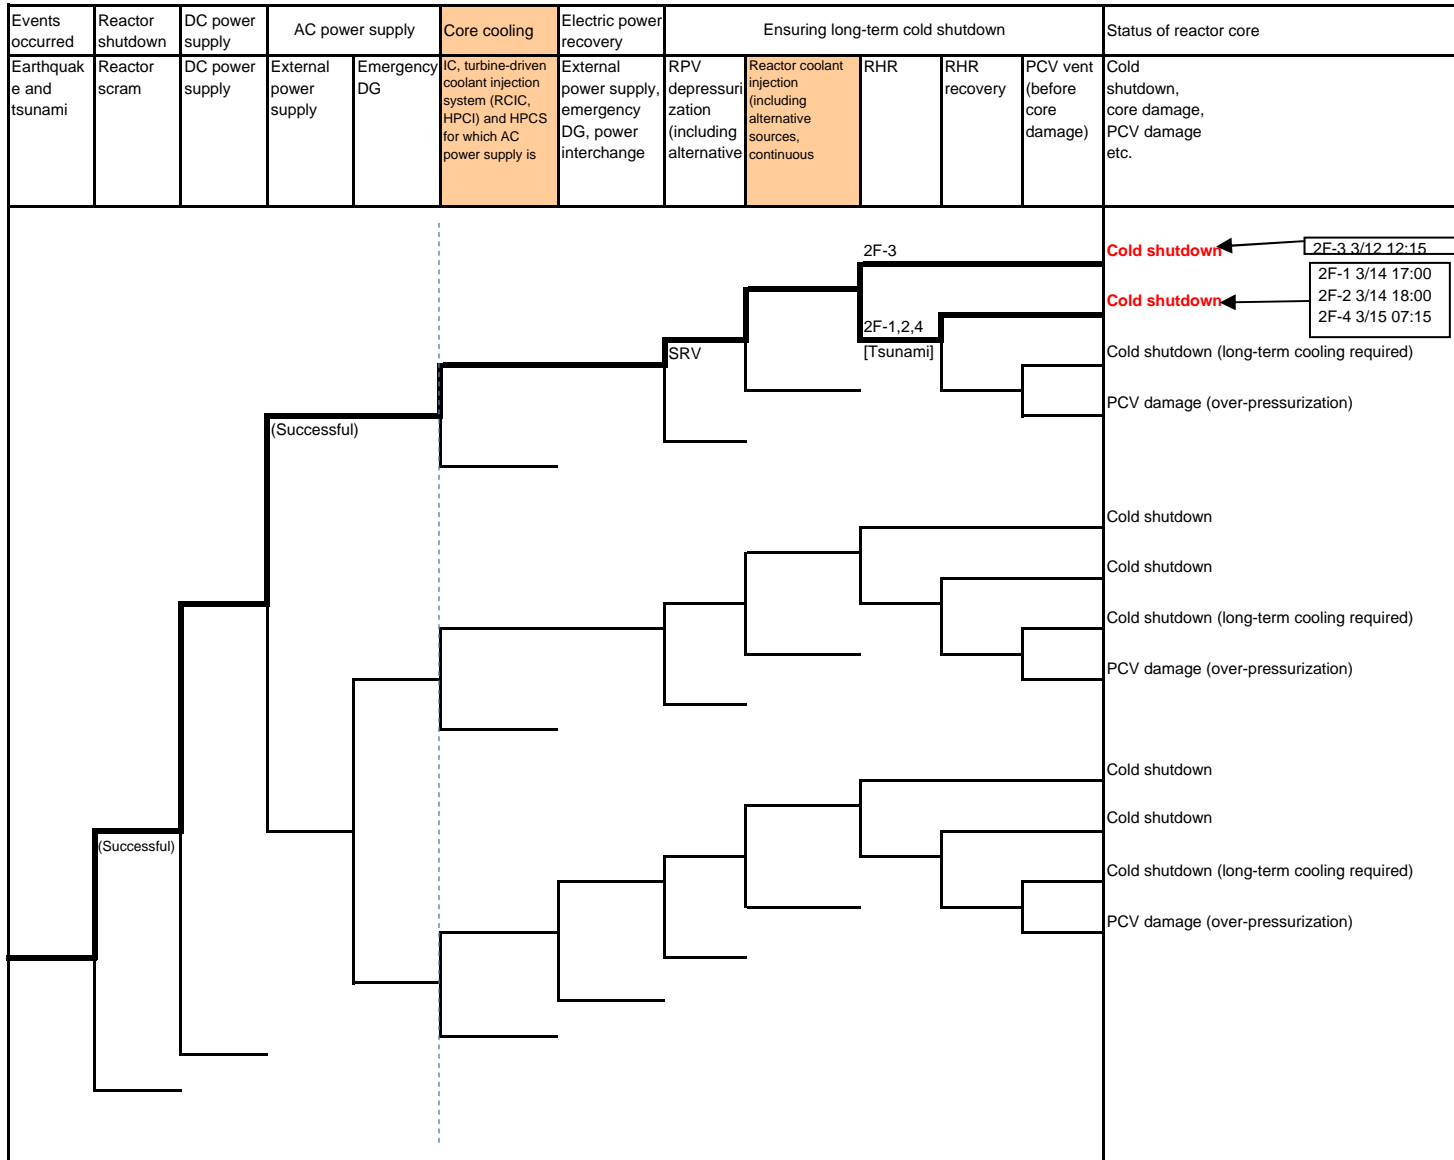 Events
occurred
Reactor
shutdown
DC power
supply
AC power supply
Core cooling
Electric power
recovery
Ensuring long-term cold shutdown
Status of reactor core
Earthquak
e and
tsunami
Reactor
scram
DC power
supply
External
power
supply
Emergency
DG
IC, turbine-driven
coolant injection
system (RCIC,
HPCI) and HPCS
for which AC
power supply is
External
power supply,
emergency
DG, power
interchange
RPV
depressuri
zation
(including
alternative
Reactor coolant
injection
(including
alternative
sources,
continuous
RHR
RHR
recovery
PCV vent
(before
core
damage)
Cold
shutdown,
core damage,
PCV damage
etc.
2F-3
Cold shutdown
2F-3 3/12 12:15
2F-1 3/14 17:00
2F-2 3/14 18:00
2F-4 3/15 07:15
Cold shutdown
2F-1,2,4
[Tsunami]
SRV
Cold shutdown (long-term cooling required)
PCV damage (over-pressurization)
(Successful)
Cold shutdown
Cold shutdown
Cold shutdown (long-term cooling required)
PCV damage (over-pressurization)
Cold shutdown
Cold shutdown
(Successful)
Cold shutdown (long-term cooling required)
PCV damage (over-pressurization)